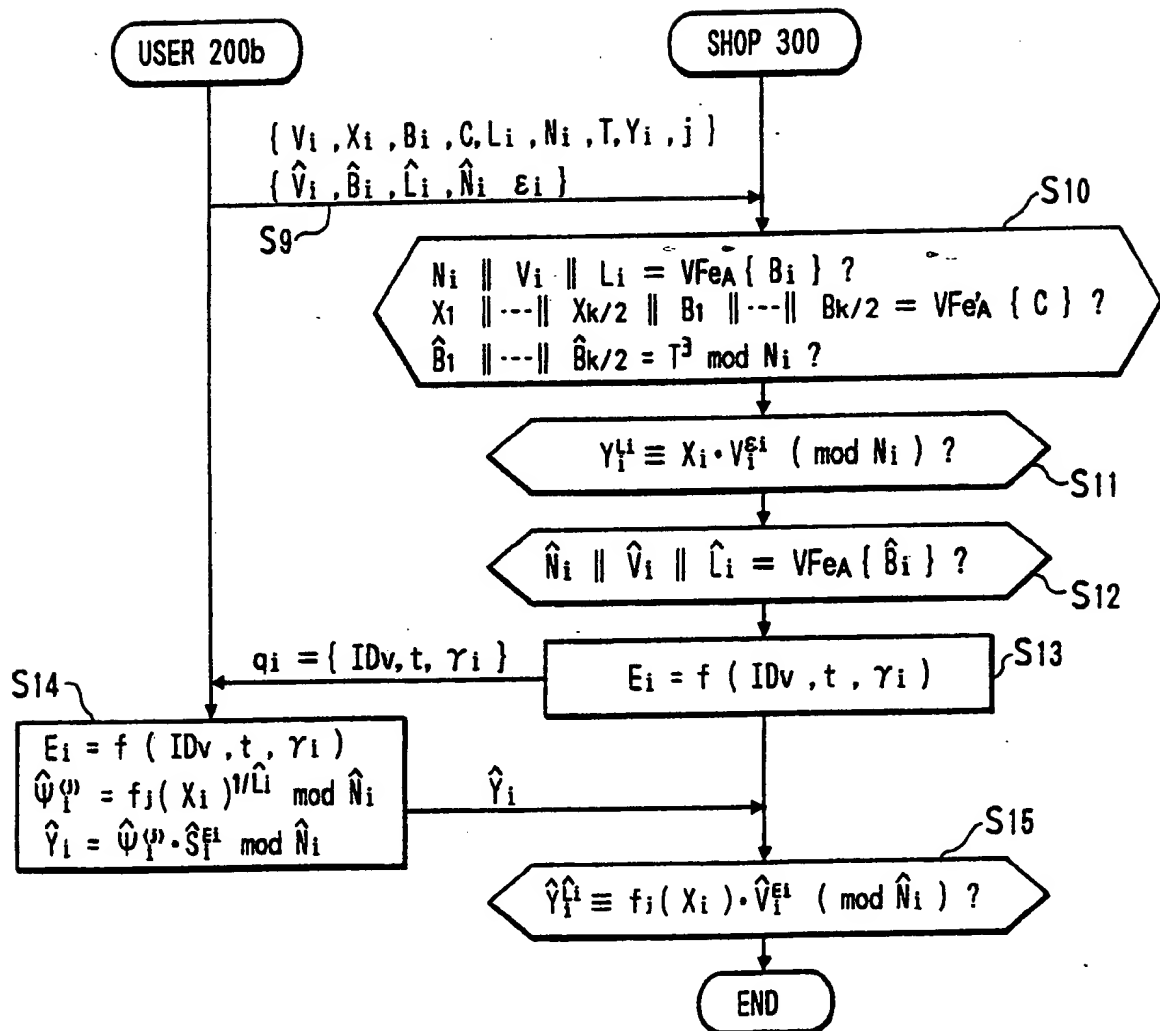 USER 200b
SHOP 300
{ Vi , Xi , Bi , C, Li , Ni , T, Yi , j }
{ V̂i , B̂i , L̂i , N̂i εi }
S9
S10
Ni ‖ Vi ‖ Li = VFeA { Bi } ?
X1 ‖---‖ Xk/2 ‖ B1 ‖---‖ Bk/2 = VFe'A { C } ?
B̂1 ‖---‖ B̂k/2 = T³ mod Ni ?
Yi^Li ≡ Xi · Vi^εi ( mod Ni ) ?
S11
N̂i ‖ V̂i ‖ L̂i = VFeA { B̂i } ?
S12
qi = { IDv, t, γi }
S13
Ei = f ( IDv , t , γi )
S14
Ei = f ( IDv , t , γi )
Ψ̂i^(j) = fj( Xi )^1/L̂i mod N̂i
Ŷi = Ψ̂i^(j) · Ŝi^Ei mod N̂i
Ŷi
S15
Ŷi^L̂i ≡ fj( Xi ) · V̂i^Ei ( mod N̂i ) ?
END